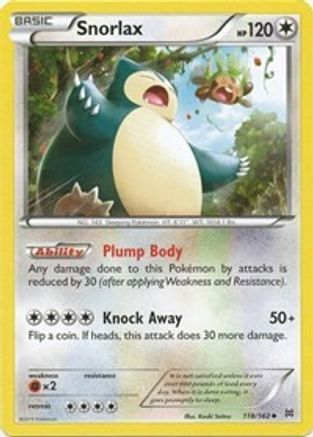 BASIC
Snorlax
HP120
NO. 143 Sleeping Pokémon HT: 6'11" WT: 1014.1 lbs.
Ability Plump Body
Any damage done to this Pokémon by attacks is
reduced by 30 (after applying Weakness and Resistance).
Knock Away 50+
Flip a coin. If heads, this attack does 30 more damage.
weakness resistance
×2
retreat
It is not satisfied unless it eats
over 880 pounds of food every
day. When it is done eating, it
goes promptly to sleep.
Illus. Kouki Saitou 118/162
©2015 Pokémon